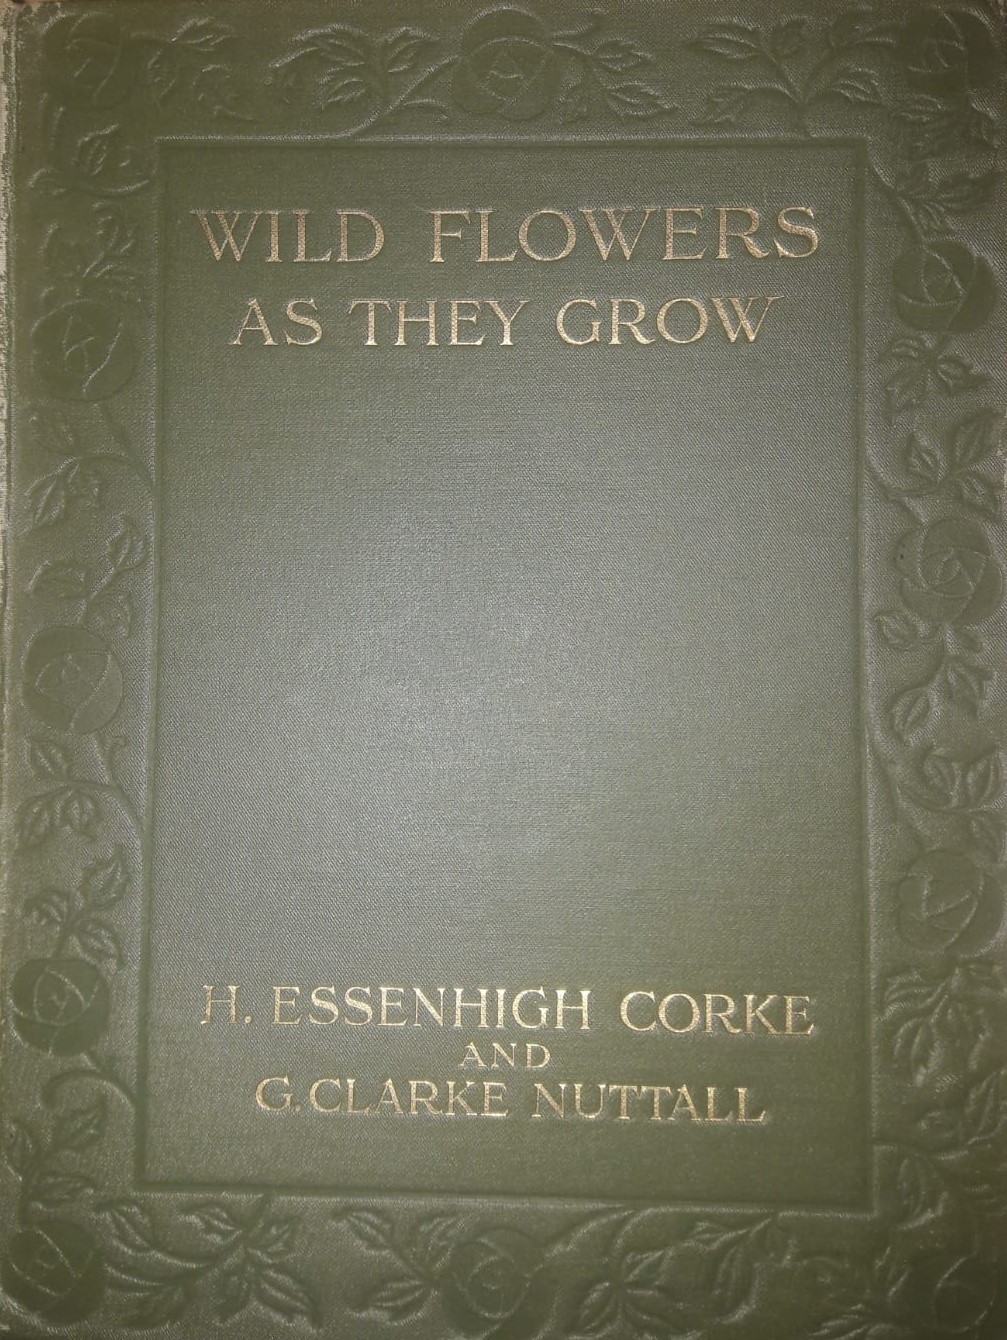 WILD FLOWERS
AS THEY GROW
H. ESSENHIGH CORKE
AND
G. CLARKE NUTTALL